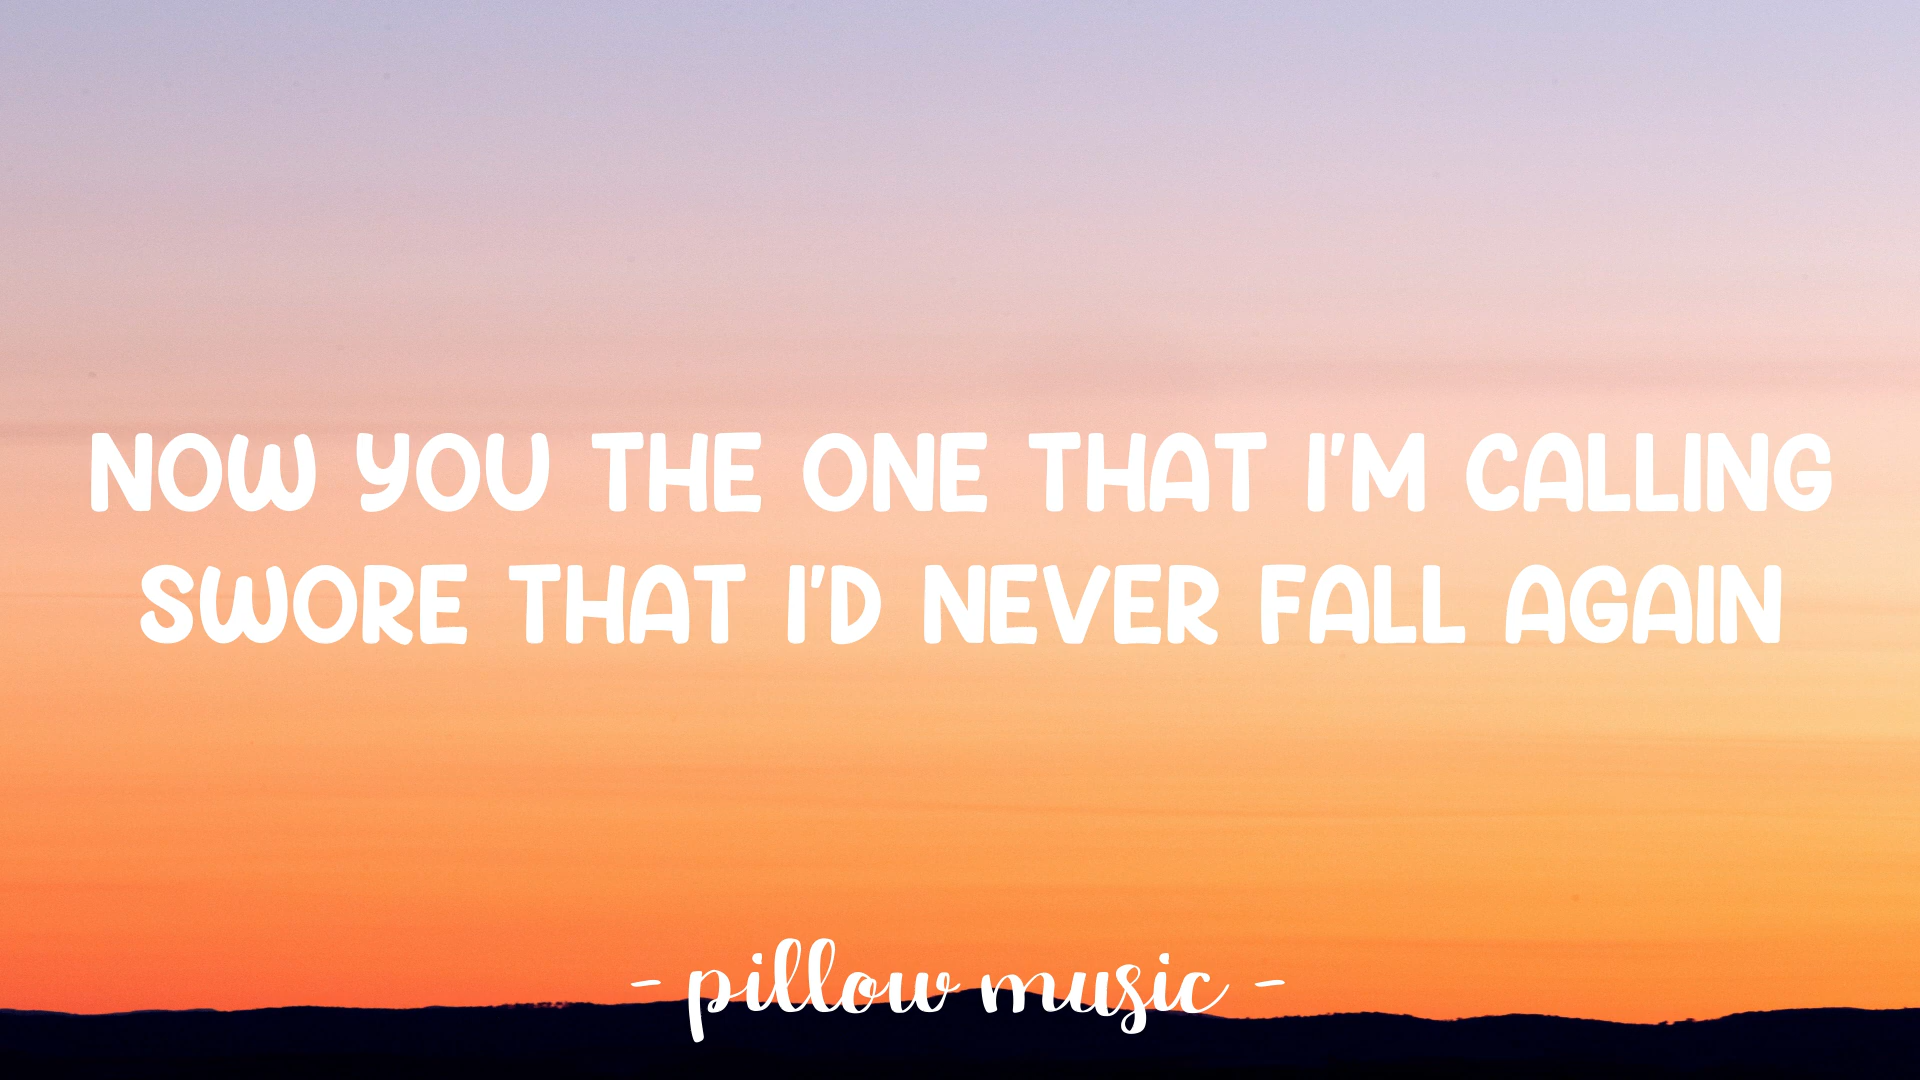 NOW YOU THE ONE THAT I'M CALLING
SWORE THAT I'D NEVER FALL AGAIN
- pillow music -